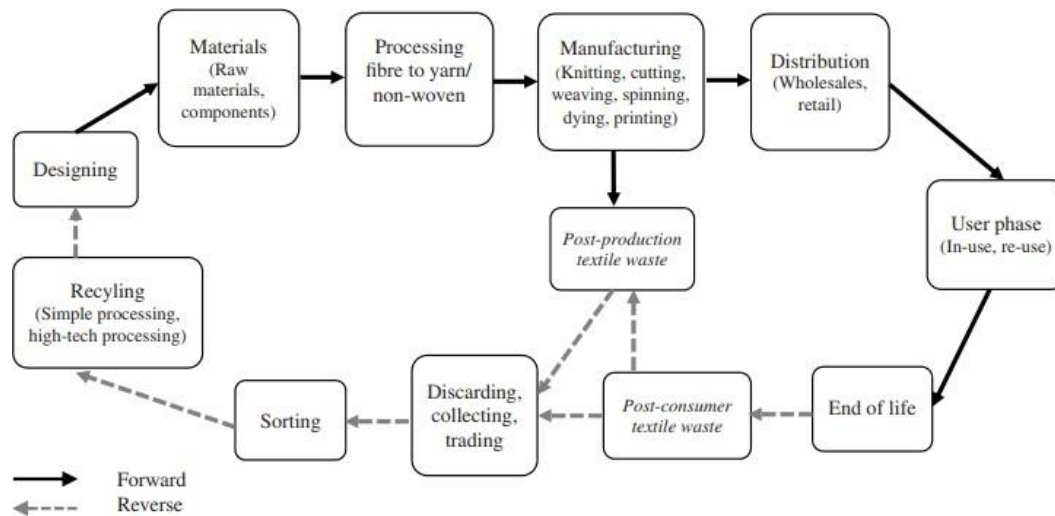 Materials
(Raw
materials,
components)
Processing
fibre to yarn/
non-woven
Manufacturing
(Knitting, cutting,
weaving, spinning,
dying, printing)
Distribution
(Wholesales,
retail)
Designing
User phase
(In-use, re-use)
Post-production
textile waste
Recyling
(Simple processing,
high-tech processing)
Discarding,
collecting,
trading
Sorting
Post-consumer
textile waste
End of life
Forward
Reverse